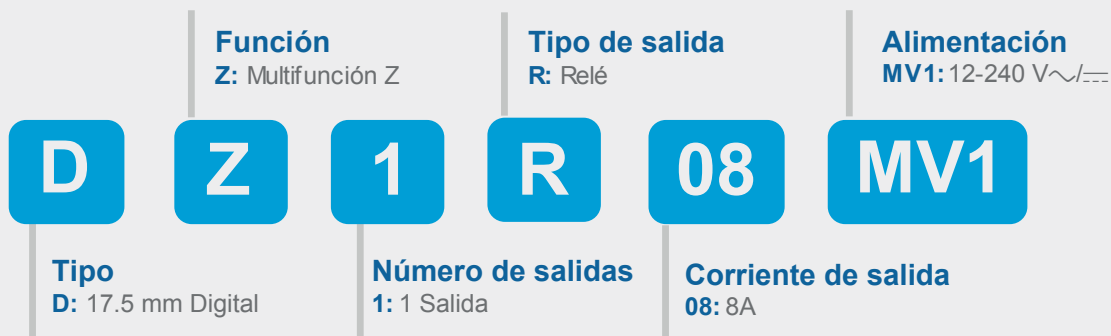 Función
Z: Multifunción Z
Tipo de salida
R: Relé
Alimentación
MV1: 12-240 V~/⎓
D Z 1 R 08 MV1
Tipo
D: 17.5 mm Digital
Número de salidas
1: 1 Salida
Corriente de salida
08: 8A